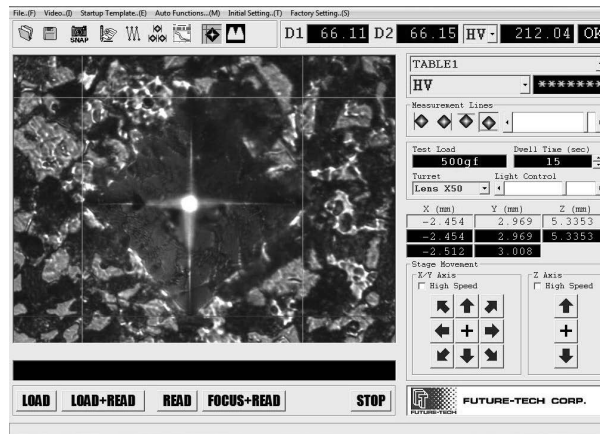 File..(F) Video..(I) Startup Template..(E) Auto Functions...(M) Initial Setting..(T) Factory Setting..(S)
SNAP
D1 66.11 D2 66.15 HV 212.04 OK
TABLE1
HV *******
Measurement Lines
Test Load Dwell Time (sec)
500gf 15
Turret Light Control
Lens X50
X (mm) Y (mm) Z (mm)
-2.454 2.969 5.3353
-2.454 2.969 5.3353
-2.512 3.008
Stage Movement
X/Y Axis Z Axis
High Speed High Speed
LOAD LOAD+READ READ FOCUS+READ STOP
FT FUTURE-TECH CORP.
FUTURE-TECH